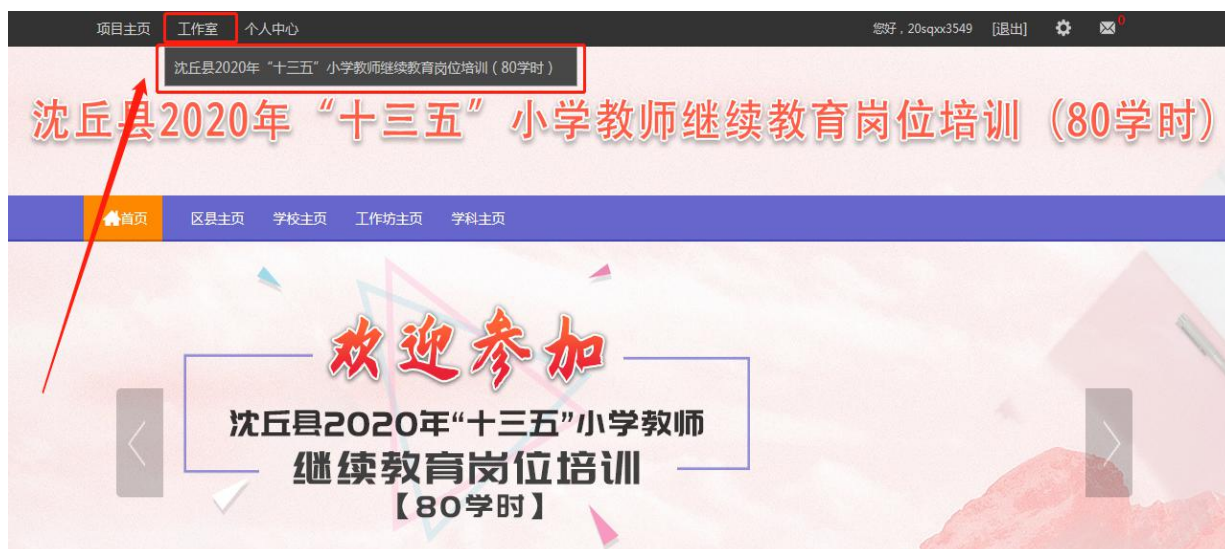 项目主页 工作室 个人中心 您好，20sqxx3549 [退出] 0
沈丘县2020年“十三五”小学教师继续教育岗位培训（80学时）
沈丘县2020年“十三五”小学教师继续教育岗位培训（80学时）
首页 区县主页 学校主页 工作坊主页 学科主页
欢迎参加
沈丘县2020年“十三五”小学教师
继续教育岗位培训
【80学时】